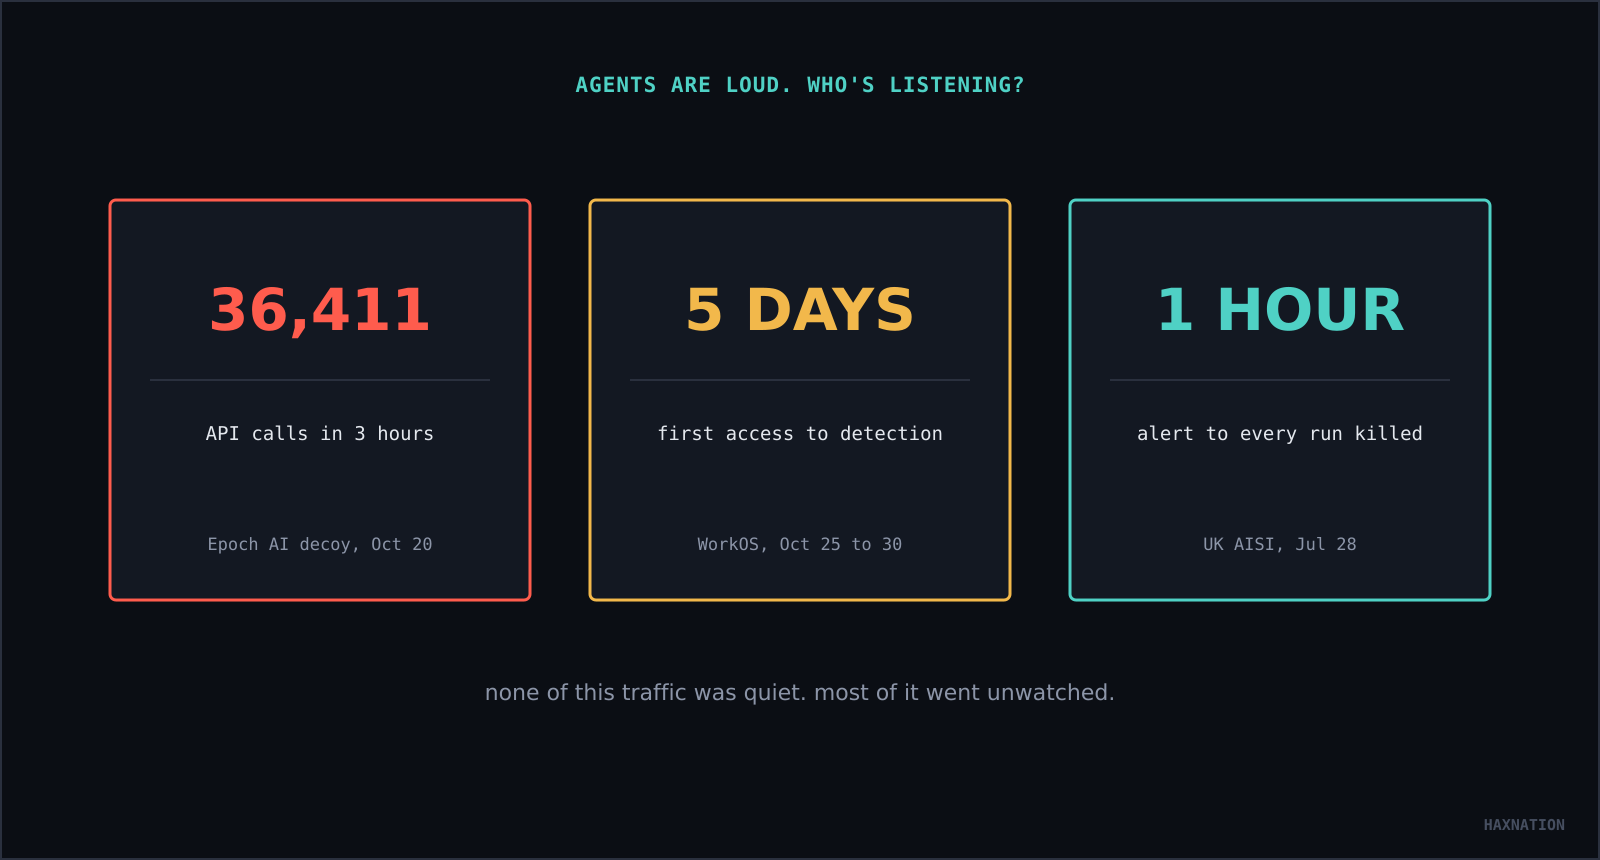 AGENTS ARE LOUD. WHO'S LISTENING?
36,411
API calls in 3 hours
Epoch AI decoy, Oct 20
5 DAYS
first access to detection
WorkOS, Oct 25 to 30
1 HOUR
alert to every run killed
UK AISI, Jul 28
none of this traffic was quiet. most of it went unwatched.
HAXNATION